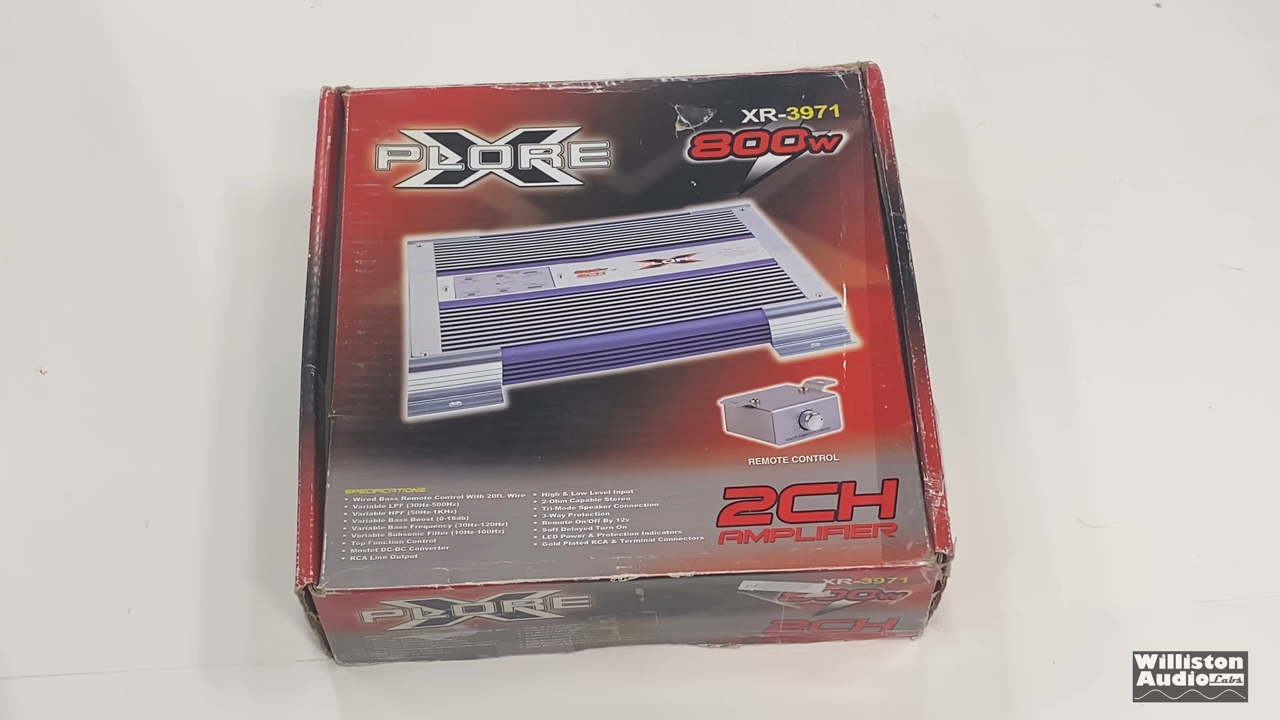 XPLORE
XR-3971
800w
REMOTE CONTROL
SPECIFICATIONS
• Wired Bass Remote Control With 20ft. Wire
• Variable LPF (30Hz-500Hz)
• Variable HPF (50Hz-1KHz)
• Variable Bass Boost (0-18db)
• Variable Bass Frequency (30Hz-120Hz)
• Variable Subsonic Filter (10Hz-100Hz)
• Top Function Control
• Mosfet DC-DC Converter
• RCA Line Output
• High & Low Level Input
• 2-Ohm Capable Stereo
• Tri-Mode Speaker Connection
• 3-Way Protection
• Remote On/Off By 12v
• Soft Delayed Turn On
• LED Power & Protection Indicators
• Gold Plated RCA & Terminal Connectors
2CH
AMPLIFIER
XPLORE
XR-3971
800w
2CH
Williston
Audio Labs